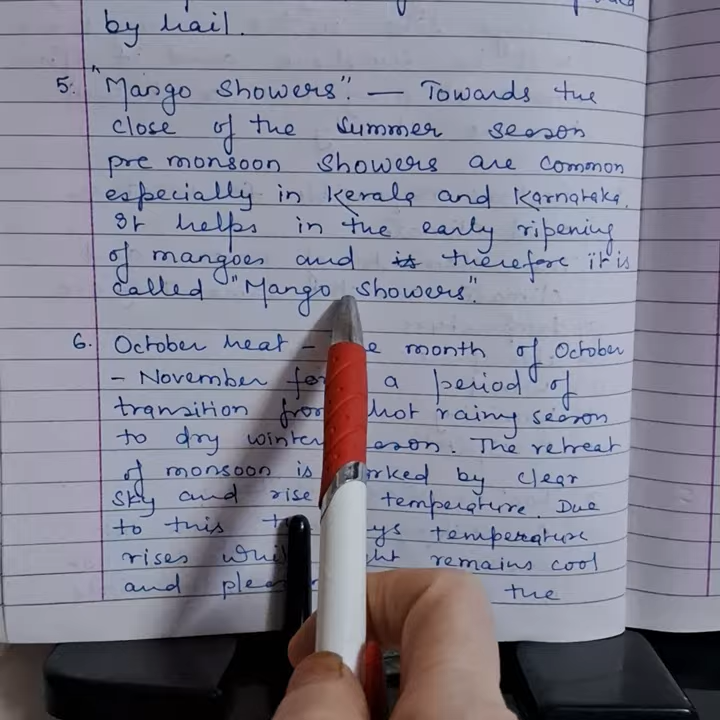 by hail.
5. "Mango Showers". — Towards the
close of the summer season
pre monsoon showers are common
especially in Kerala and Karnataka.
It helps in the early ripening
of mangoes and therefore it is
called "Mango Showers".
6. October heat - month of October
- November a period of
transition hot rainy season
to dry winter. The retreat
of monsoon is by clear
sky and rise temperature. Due
to this temperature
rises remains cool
and the